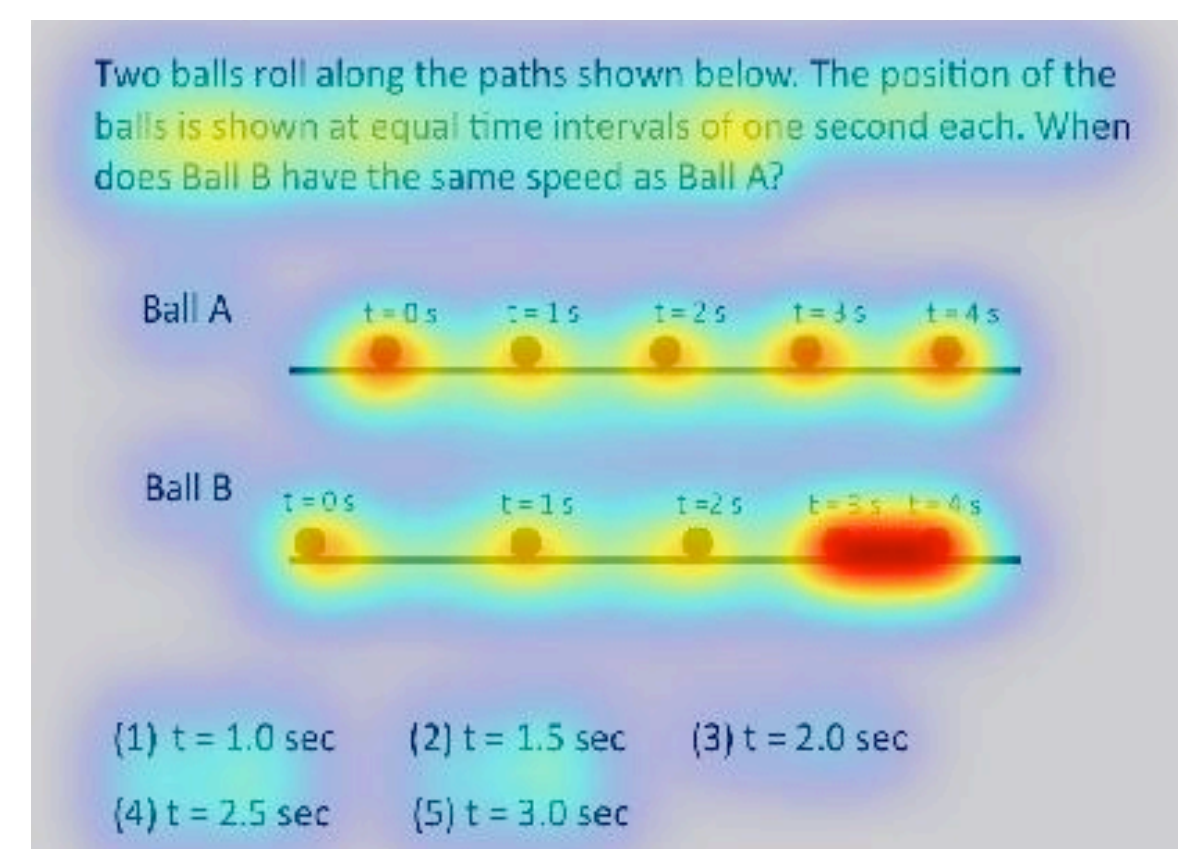 Two balls roll along the paths shown below. The position of the
balls is shown at equal time intervals of one second each. When
does Ball B have the same speed as Ball A?
Ball A
t = 0 s t = 1 s t = 2 s t = 3 s t = 4 s
Ball B
t = 0 s t = 1 s t = 2 s t = 3 s t = 4 s
(1) t = 1.0 sec (2) t = 1.5 sec (3) t = 2.0 sec
(4) t = 2.5 sec (5) t = 3.0 sec